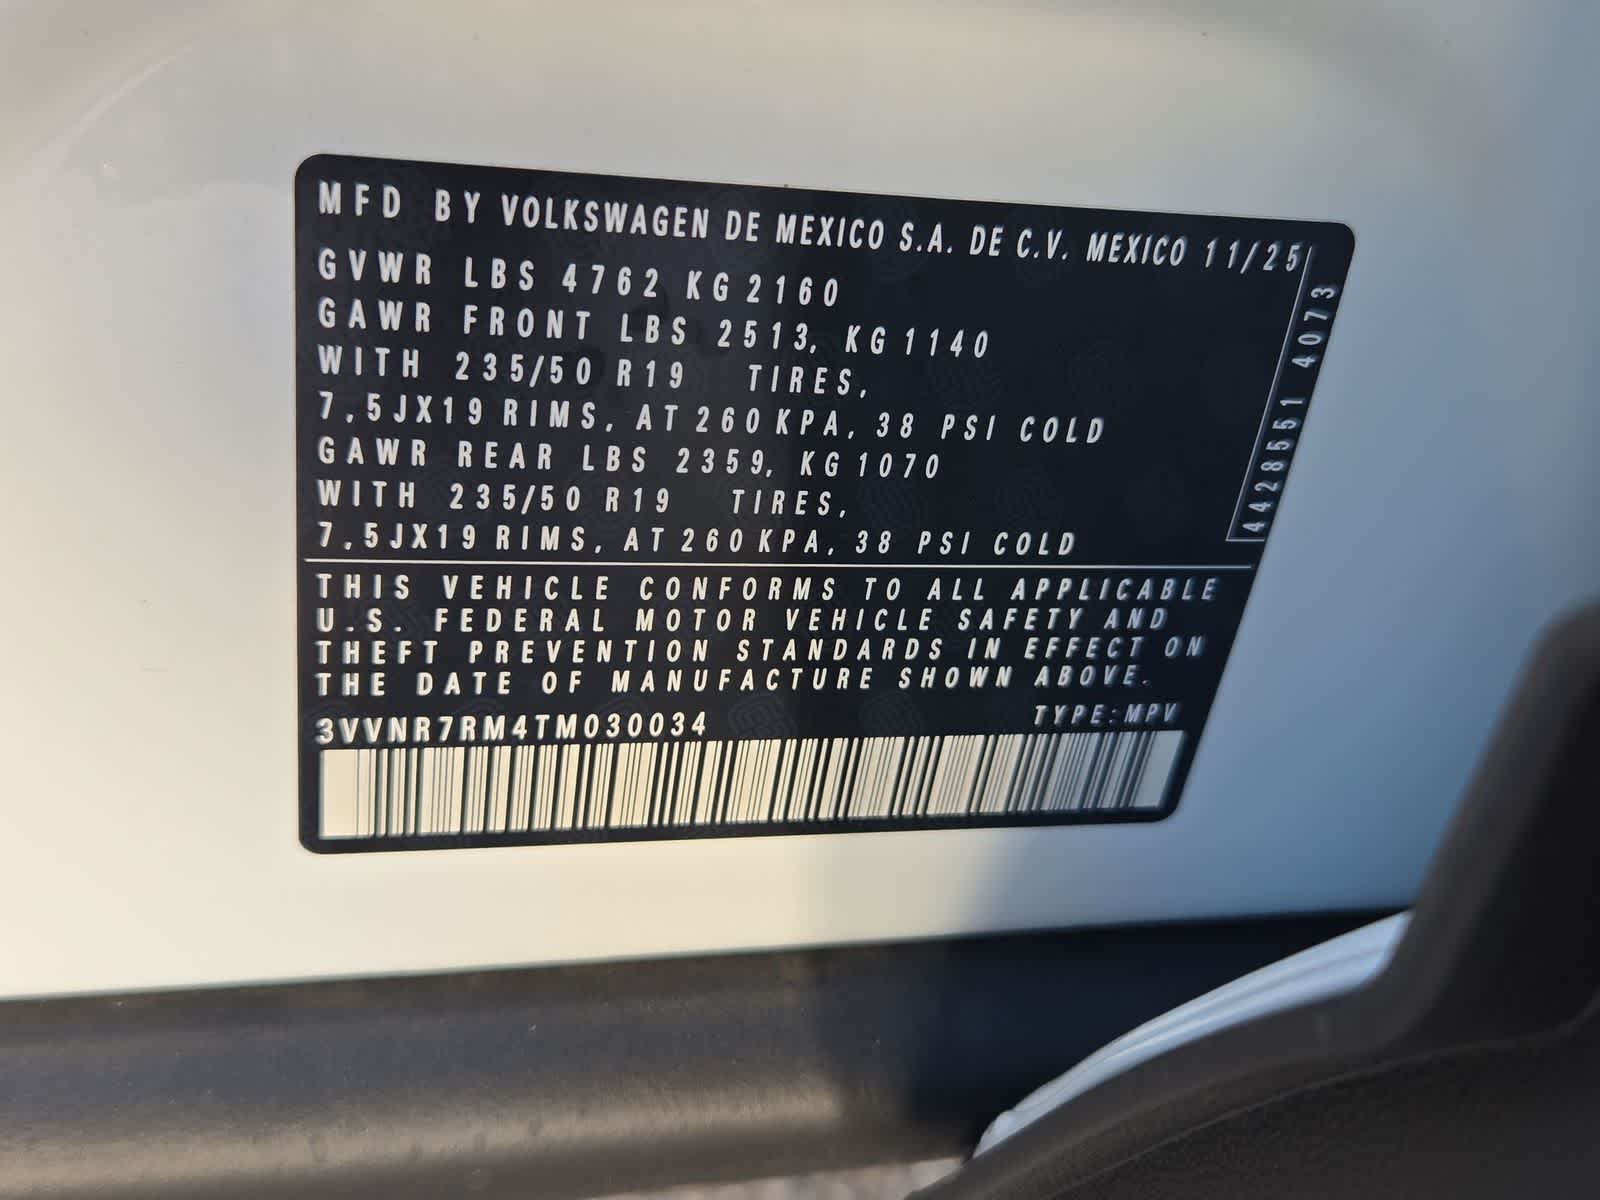 MFD BY VOLKSWAGEN DE MEXICO S.A. DE C.V. MEXICO 11/25
GVWR LBS 4762 KG 2160
GAWR FRONT LBS 2513, KG 1140
WITH 235/50 R19 TIRES,
7,5JX19 RIMS, AT 260 KPA, 38 PSI COLD
GAWR REAR LBS 2359, KG 1070
WITH 235/50 R19 TIRES,
7,5JX19 RIMS, AT 260 KPA, 38 PSI COLD
4428551 4073
THIS VEHICLE CONFORMS TO ALL APPLICABLE
U.S. FEDERAL MOTOR VEHICLE SAFETY AND
THEFT PREVENTION STANDARDS IN EFFECT ON
THE DATE OF MANUFACTURE SHOWN ABOVE.
3VVNR7RM4TM030034
TYPE:MPV